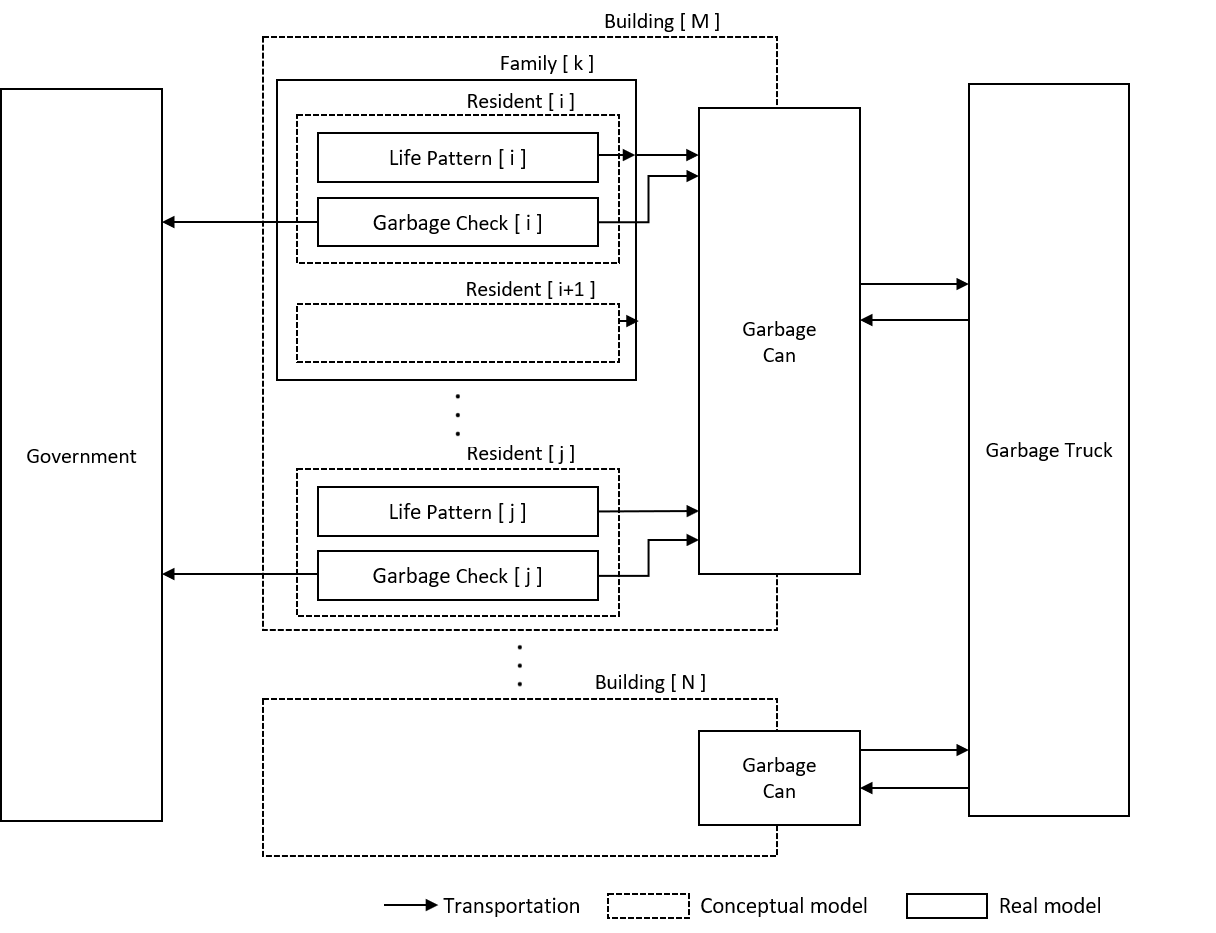 Building [ M ]
Family [ k ]
Resident [ i ]
Life Pattern [ i ]
Garbage Check [ i ]
Resident [ i+1 ]
Garbage
Can
Government
Garbage Truck
Resident [ j ]
Life Pattern [ j ]
Garbage Check [ j ]
Building [ N ]
Garbage
Can
Transportation
Conceptual model
Real model